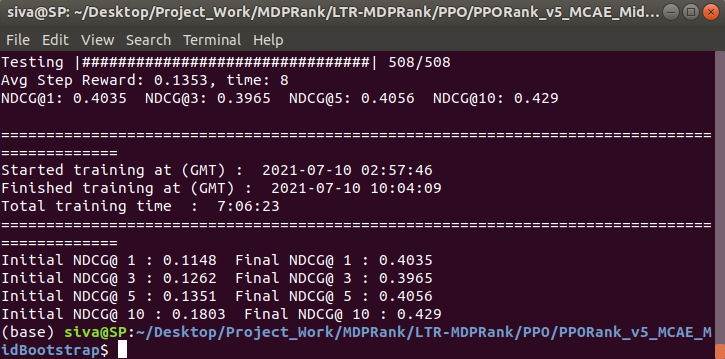 siva@SP: ~/Desktop/Project_Work/MDPRank/LTR-MDPRank/PPO/PPORank_v5_MCAE_Mid...
File Edit View Search Terminal Help
Testing |################################| 508/508
Avg Step Reward: 0.1353, time: 8
NDCG@1: 0.4035  NDCG@3: 0.3965  NDCG@5: 0.4056  NDCG@10: 0.429
===============================================================================
=============
Started training at (GMT) :  2021-07-10 02:57:46
Finished training at (GMT) :  2021-07-10 10:04:09
Total training time  :  7:06:23
===============================================================================
=============
Initial NDCG@ 1 : 0.1148  Final NDCG@ 1 : 0.4035
Initial NDCG@ 3 : 0.1262  Final NDCG@ 3 : 0.3965
Initial NDCG@ 5 : 0.1351  Final NDCG@ 5 : 0.4056
Initial NDCG@ 10 : 0.1803  Final NDCG@ 10 : 0.429
(base) siva@SP:~/Desktop/Project_Work/MDPRank/LTR-MDPRank/PPO/PPORank_v5_MCAE_M
idBootstrap$